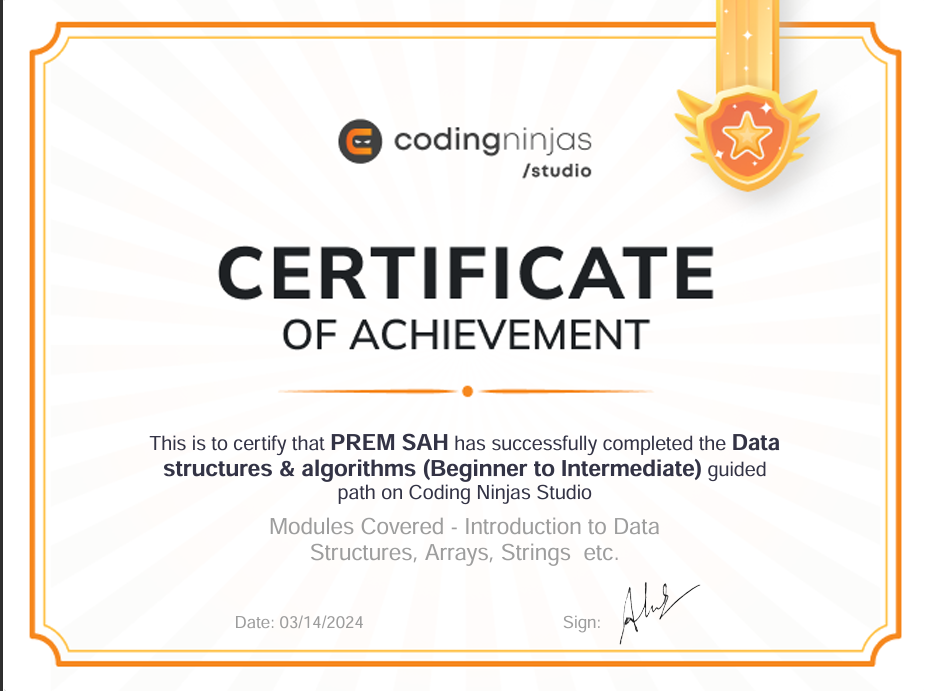 codingninjas
/studio
CERTIFICATE
OF ACHIEVEMENT
This is to certify that PREM SAH has successfully completed the Data
structures & algorithms (Beginner to Intermediate) guided
path on Coding Ninjas Studio
Modules Covered - Introduction to Data
Structures, Arrays, Strings etc.
Date: 03/14/2024
Sign: